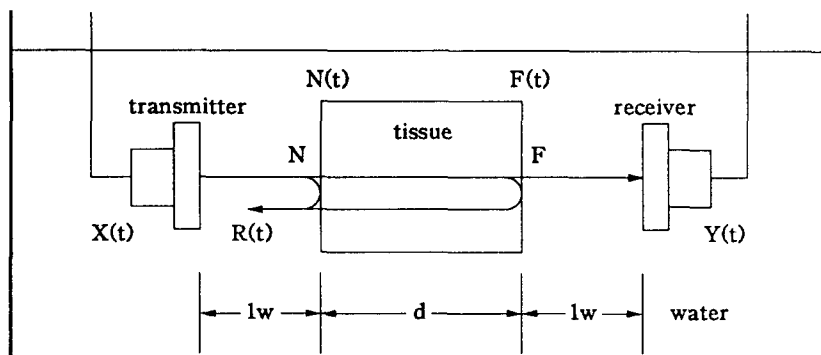 N(t) F(t)
transmitter receiver
tissue
N F
X(t) R(t) Y(t)
lw d lw water